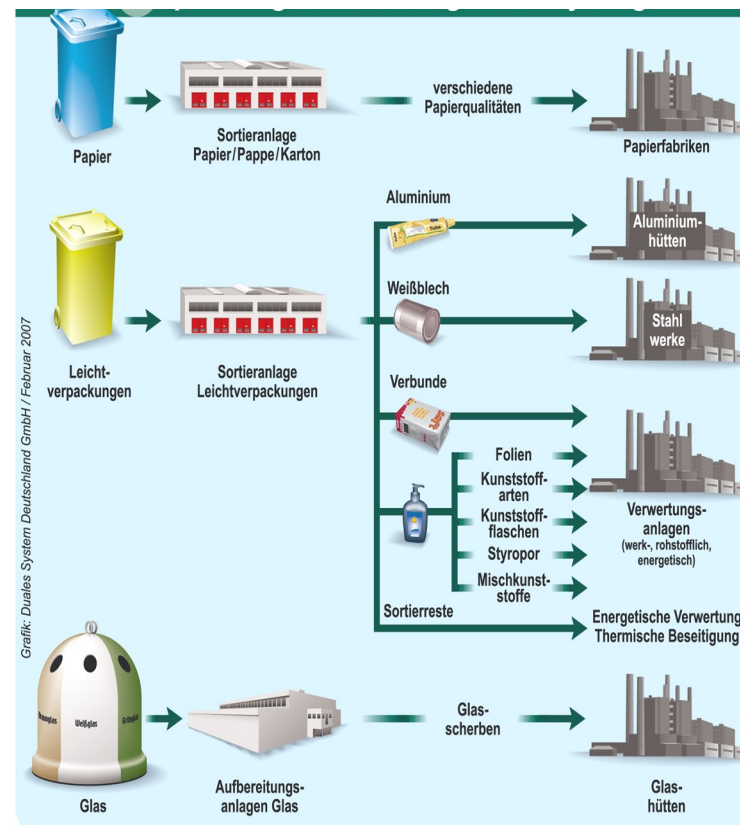 Papier
Sortieranlage
Papier/Pappe/Karton
verschiedene
Papierqualitäten
Papierfabriken
Leicht-
verpackungen
Sortieranlage
Leichtverpackungen
Aluminium
Aluminium-
hütten
Weißblech
Stahl
werke
Verbunde
Folien
Kunststoff-
arten
Kunststoff-
flaschen
Styropor
Mischkunst-
stoffe
Verwertungs-
anlagen
(werk-, rohstofflich,
energetisch)
Sortierreste
Energetische Verwertung
Thermische Beseitigung
Weißglas
Grünglas
Glas
Aufbereitungs-
anlagen Glas
Glas-
scherben
Glas-
hütten
Grafik: Duales System Deutschland GmbH / Februar 2007